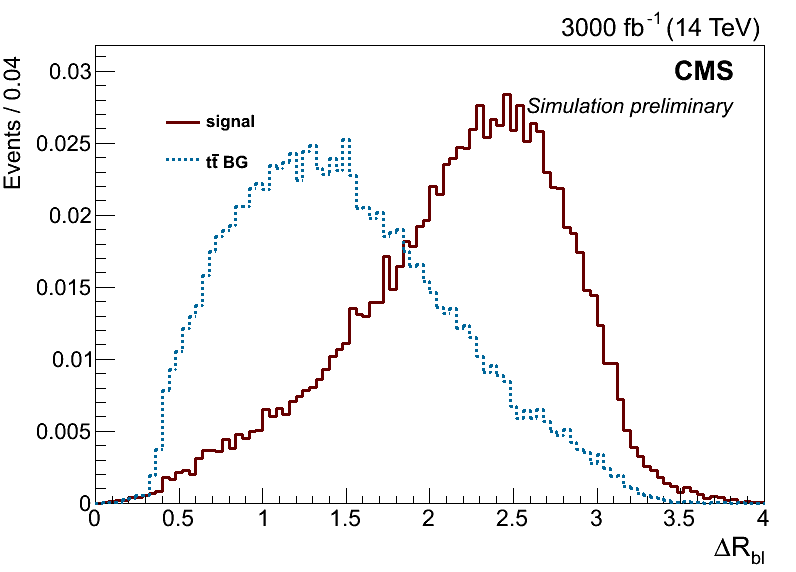 3000 fb⁻¹ (14 TeV)
CMS
Simulation preliminary
Events / 0.04
signal
tt̄ BG
0.03
0.025
0.02
0.015
0.01
0.005
0
0 0.5 1 1.5 2 2.5 3 3.5 4
ΔR_bl